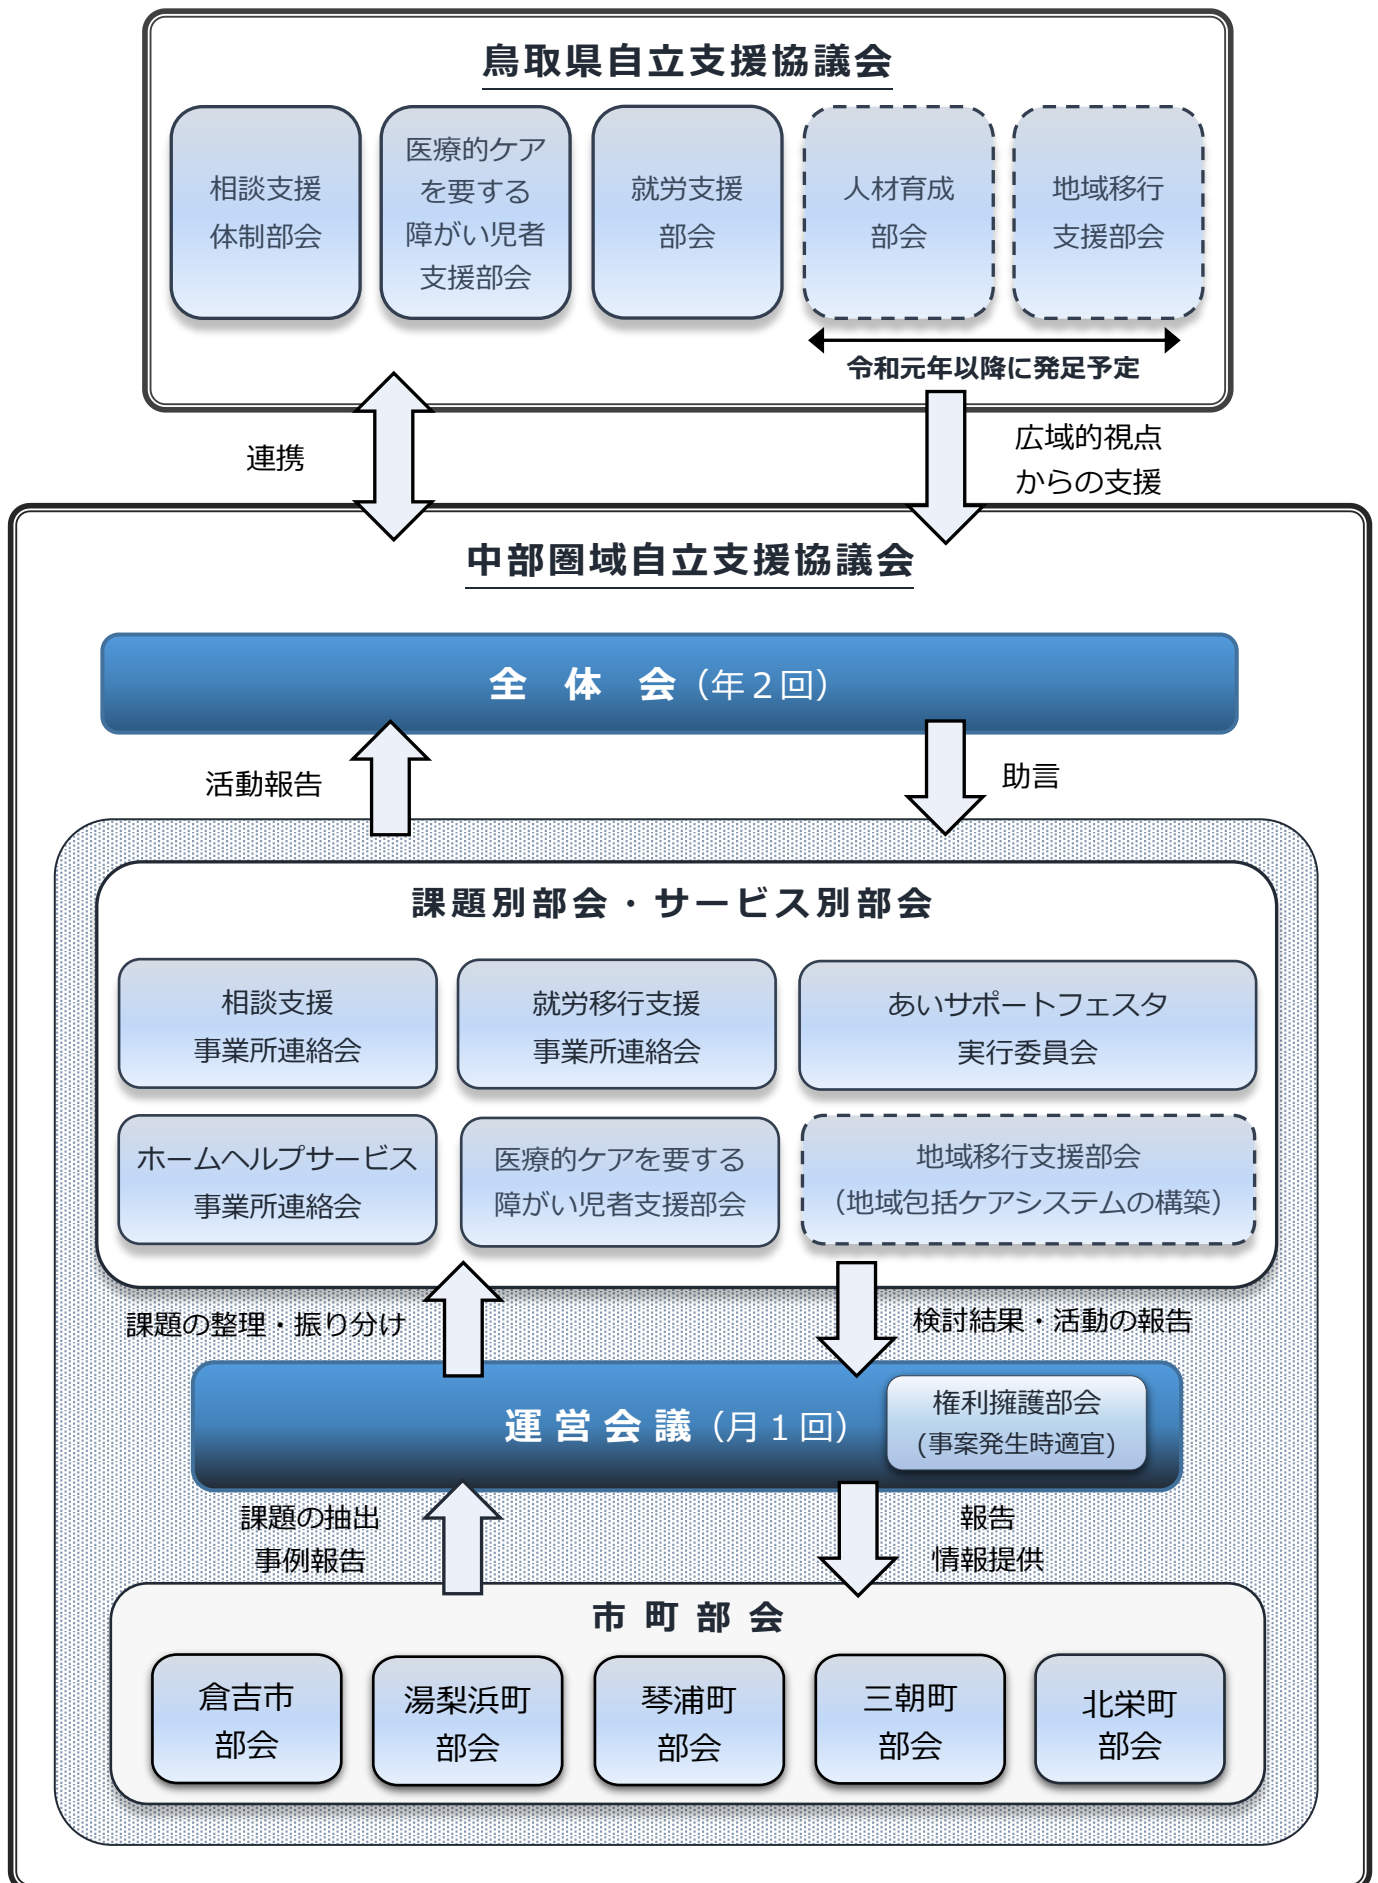 鳥取県自立支援協議会
相談支援
体制部会
医療的ケア
を要する
障がい児者
支援部会
就労支援
部会
人材育成
部会
地域移行
支援部会
令和元年以降に発足予定
連携
広域的視点
からの支援
中部圏域自立支援協議会
全 体 会（年２回）
活動報告
助言
課題別部会・サービス別部会
相談支援
事業所連絡会
就労移行支援
事業所連絡会
あいサポートフェスタ
実行委員会
ホームヘルプサービス
事業所連絡会
医療的ケアを要する
障がい児者支援部会
地域移行支援部会
（地域包括ケアシステムの構築）
課題の整理・振り分け
検討結果・活動の報告
運営会議（月１回）
権利擁護部会
(事案発生時適宜)
課題の抽出
事例報告
報告
情報提供
市町部会
倉吉市
部会
湯梨浜町
部会
琴浦町
部会
三朝町
部会
北栄町
部会